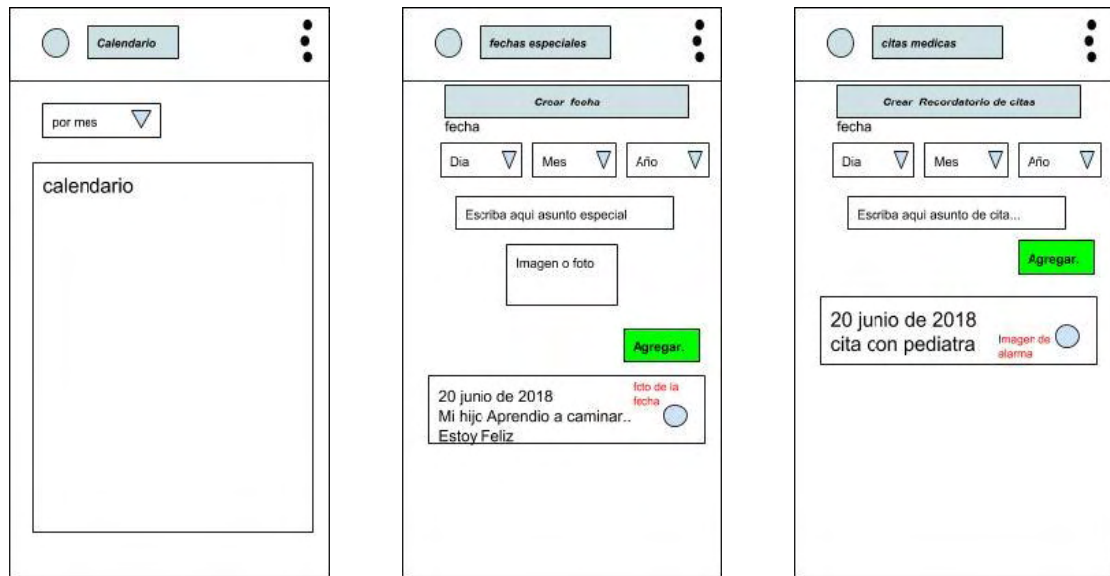 Calendario
por mes
calendario
fechas especiales
Crear fecha
fecha
Dia Mes Año
Escriba aqui asunto especial
Imagen o foto
Agregar.
20 junio de 2018
Mi hijo Aprendio a caminar..
Estoy Feliz
foto de la
fecha
citas medicas
Crear Recordatorio de citas
fecha
Dia Mes Año
Escriba aqui asunto de cita...
Agregar.
20 junio de 2018
cita con pediatra
Imagen de
alarma